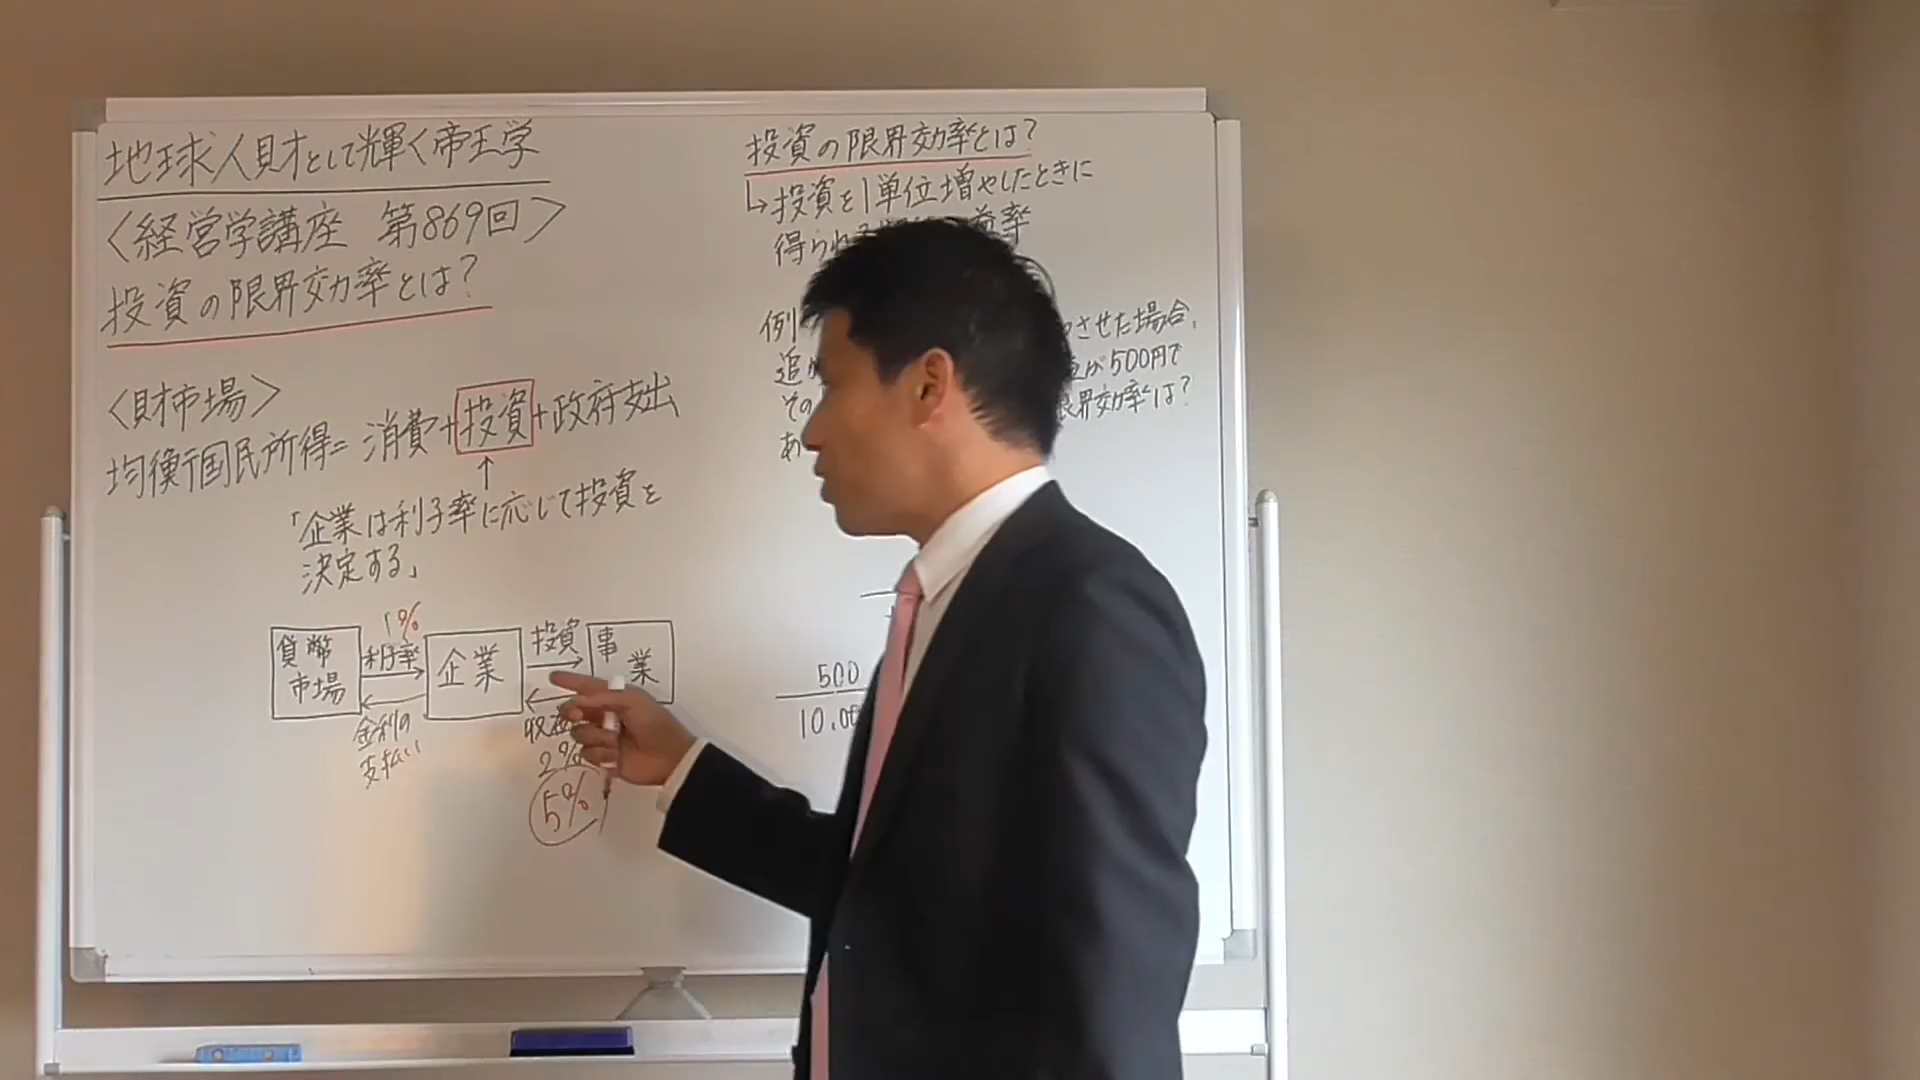 地球人財として輝く帝王学
〈経営学講座 第869回〉
投資の限界効率とは?
〈財市場〉
均衡国民所得= 消費+投資+政府支出
↑
「企業は利子率に応じて投資を
決定する」
1%
貨幣
市場
利子率
企業
投資
事
業
金利の
支払い
2%
5%
投資の限界効率とは?
↳投資を1単位増やしたときに
得られる
益率
例
させた場合、
追
が500円で
その
限界効率は?
あ
500
10,00